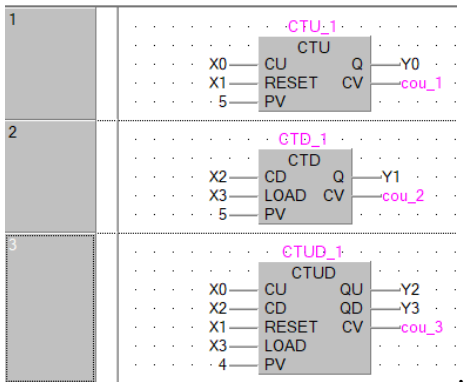 1
CTU_1
CTU
X0 CU Q Y0
X1 RESET CV cou_1
5 PV
2
CTD_1
CTD
X2 CD Q Y1
X3 LOAD CV cou_2
5 PV
3
CTUD_1
CTUD
X0 CU QU Y2
X2 CD QD Y3
X1 RESET CV cou_3
X3 LOAD
4 PV